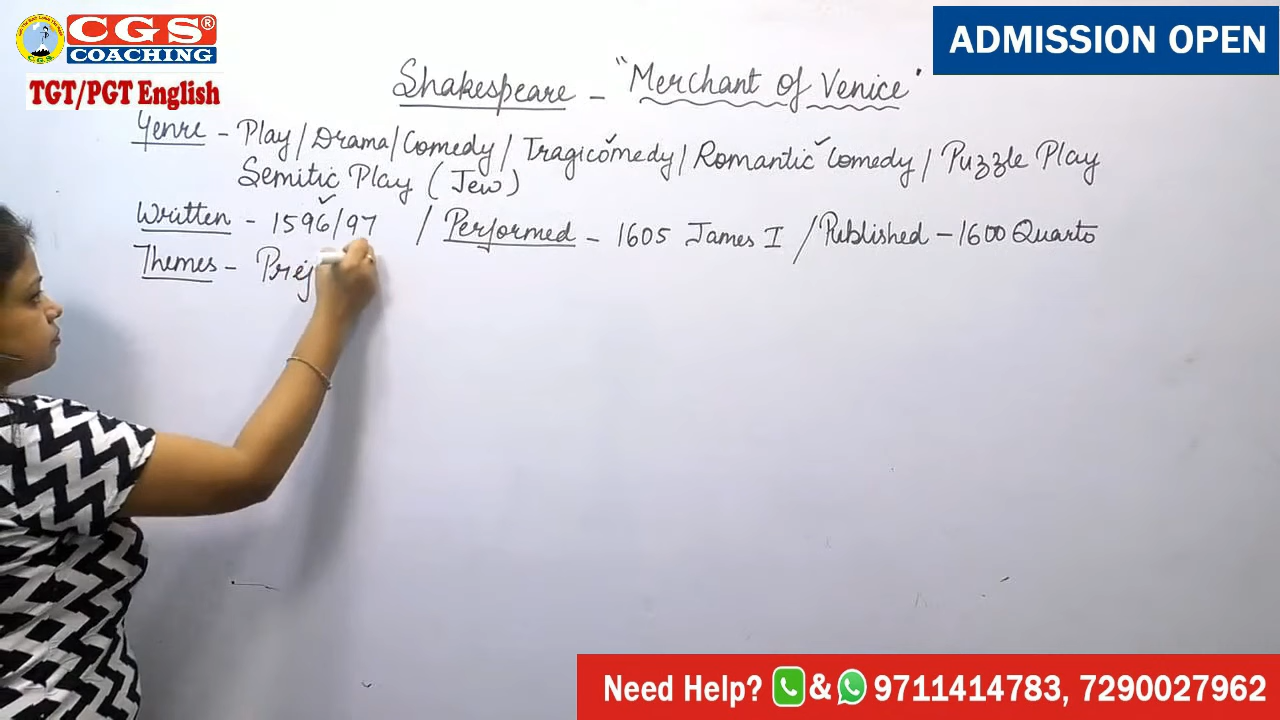 CGS®
COACHING
C.G.S.
TGT/PGT English
ADMISSION OPEN
Shakespeare - "Merchant of Venice"
Genre - Play/Drama/Comedy/Tragicomedy/Romantic Comedy/Puzzle Play
Semitic Play (Jew)
Written - 1596/97 / Performed - 1605 James I /Published - 1600 Quarto
Themes - Prej
Need Help? & 9711414783, 7290027962